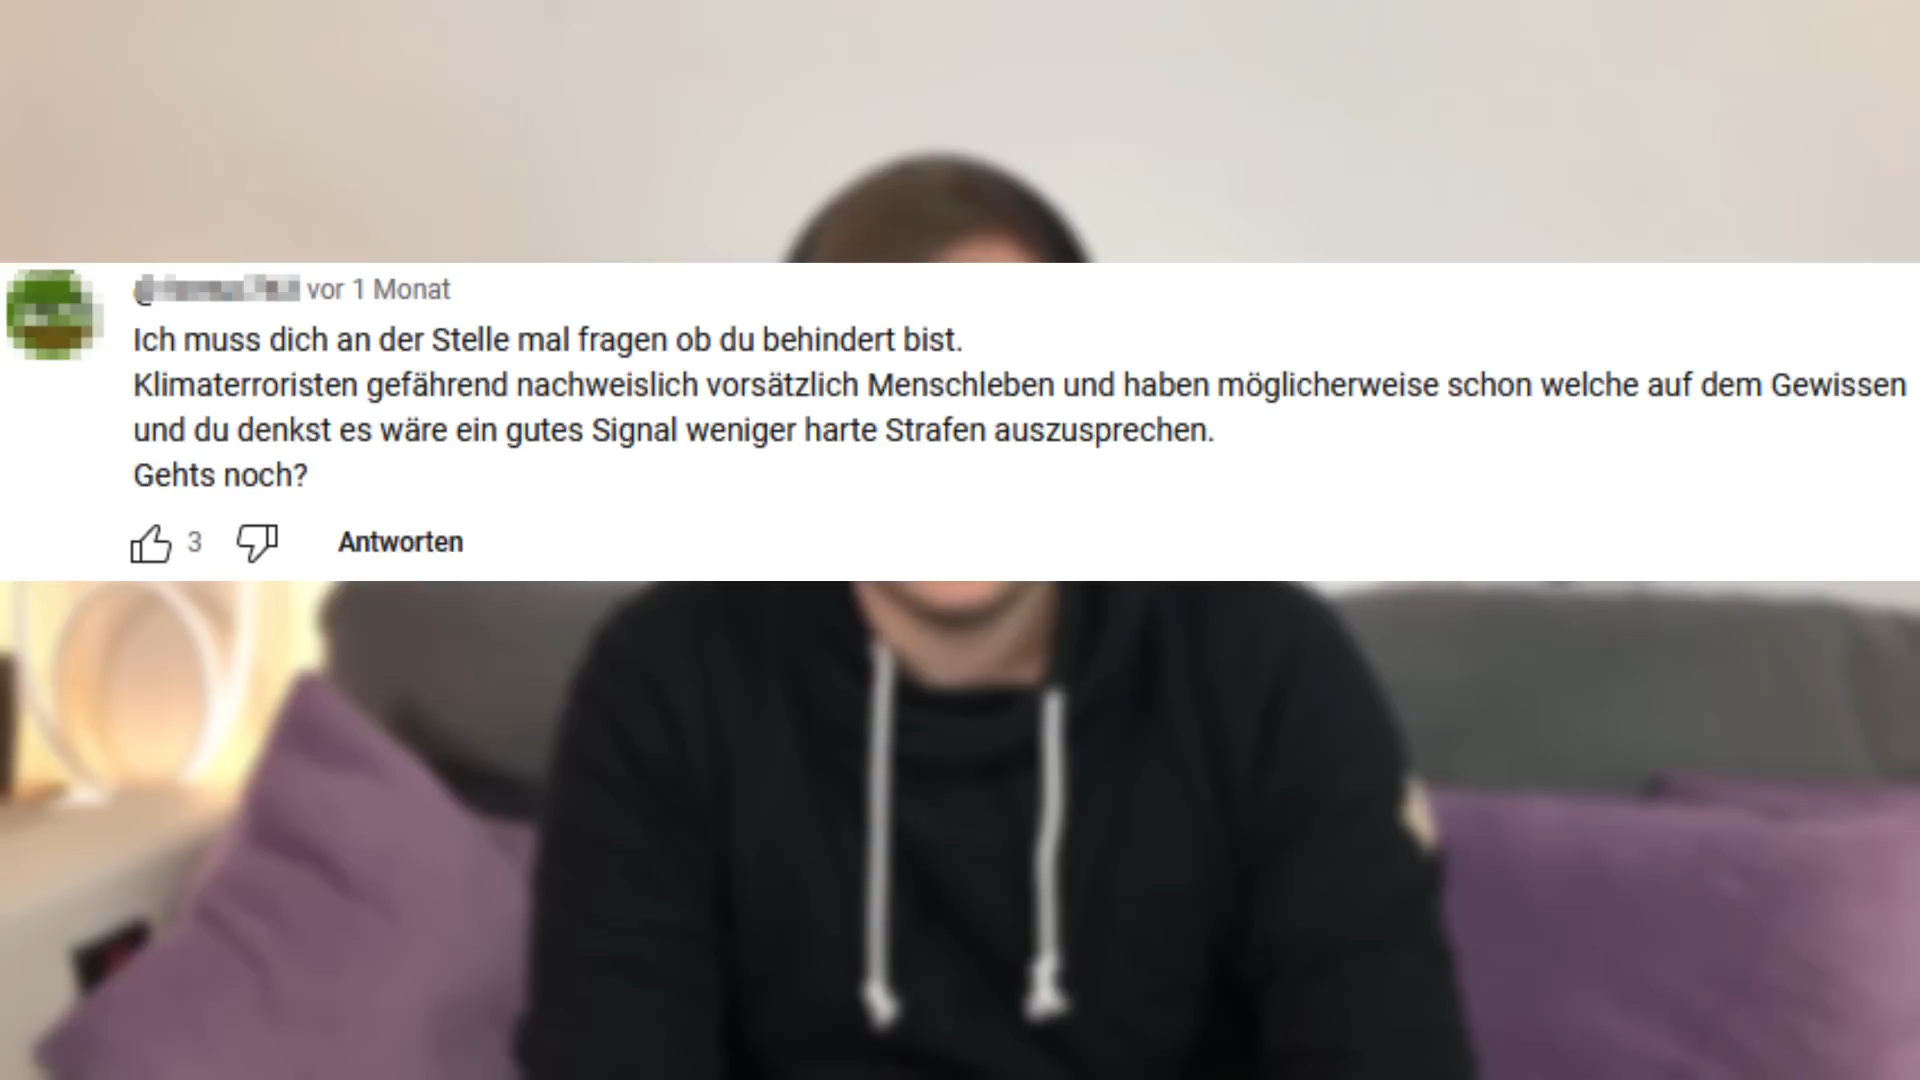 vor 1 Monat
Ich muss dich an der Stelle mal fragen ob du behindert bist.
Klimaterroristen gefährend nachweislich vorsätzlich Menschleben und haben möglicherweise schon welche auf dem Gewissen
und du denkst es wäre ein gutes Signal weniger harte Strafen auszusprechen.
Gehts noch?
3 Antworten